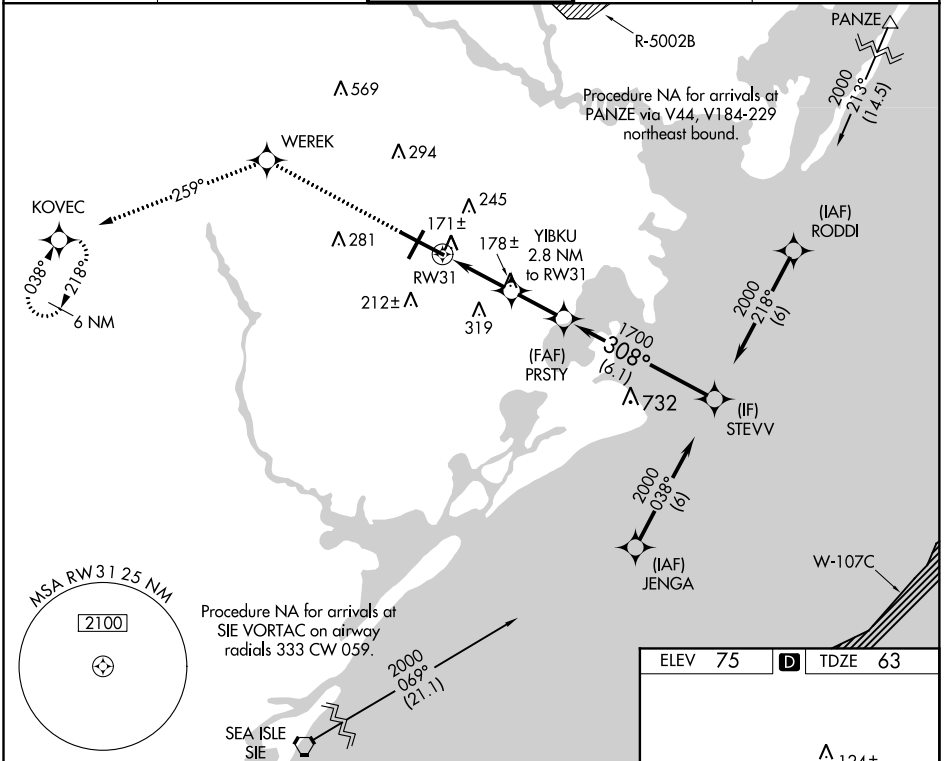 PANZE
R-5002B
2000
213°
(14.5)
Procedure NA for arrivals at
PANZE via V44, V184-229
northeast bound.
569
WEREK
294
259°
KOVEC
245
171±
281
178±
YIBKU
2.8 NM
to RW31
(IAF)
RODDI
RW31
038°
218°
6 NM
212±
319
2000
218°
(6)
(FAF)
PRSTY
1700
308°
(6.1)
732
(IF)
STEVV
2000
038°
(6)
(IAF)
JENGA
W-107C
MSA RW31 25 NM
2100
Procedure NA for arrivals at
SIE VORTAC on airway
radials 333 CW 059.
2000
069°
(21.1)
SEA ISLE
SIE
ELEV 75 D TDZE 63
124±